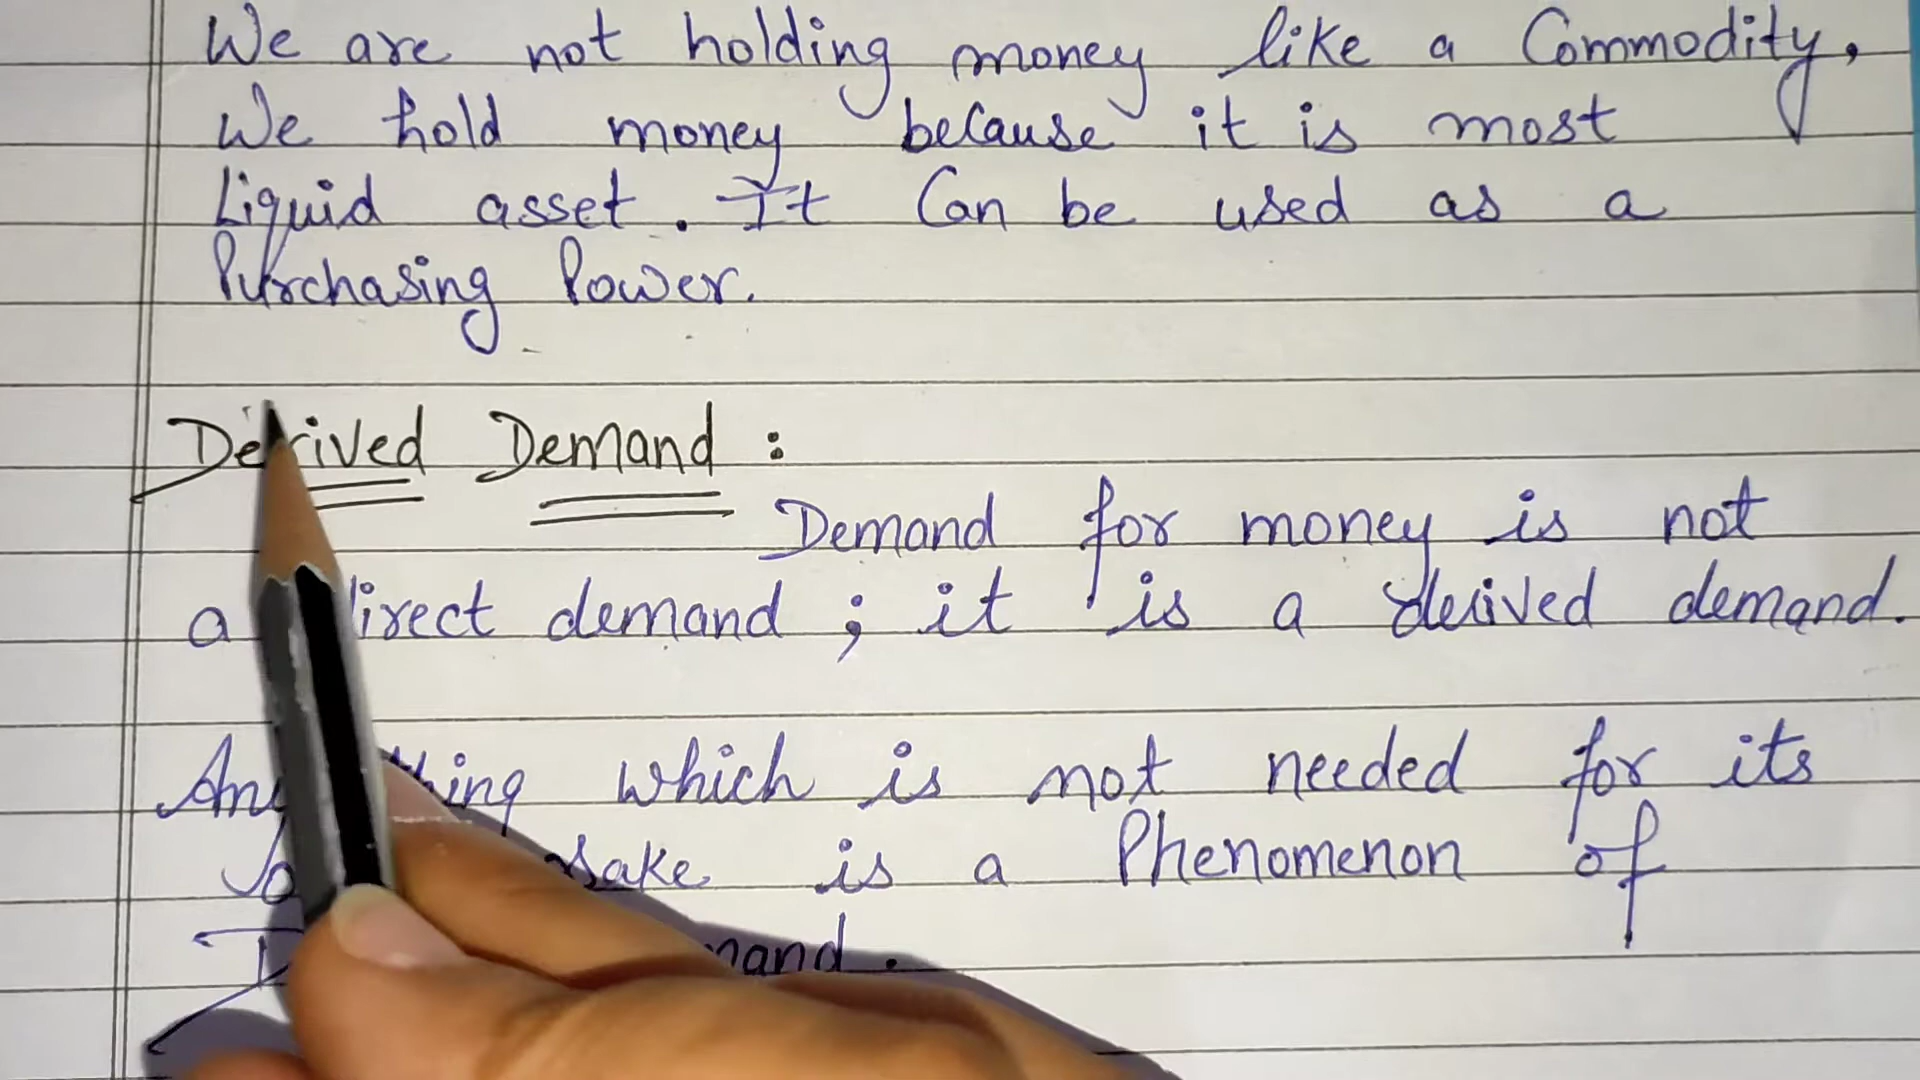 We are not holding money like a Commodity,
We hold money because it is most
Liquid asset. It Can be used as a
Purchasing Power.
Derived Demand :
Demand for money is not
a direct demand ; it is a derived demand.
Anything which is not needed for its
sake is a Phenomenon of